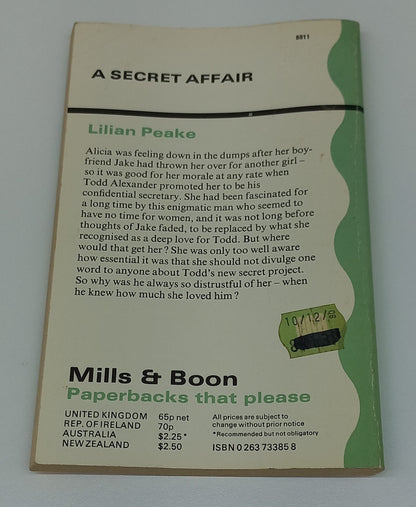 8811
A SECRET AFFAIR
Lilian Peake
Alicia was feeling down in the dumps after her boy-
friend Jake had thrown her over for another girl –
so it was good for her morale at any rate when
Todd Alexander promoted her to be his
confidential secretary. She had been fascinated for
a long time by this enigmatic man who seemed to
have no time for women, and it was not long before
thoughts of Jake faded, to be replaced by what she
recognised as a deep love for Todd. But where
would that get her? She was only too well aware
how essential it was that she should not divulge one
word to anyone about Todd's new secret project.
So why was he always so distrustful of her – when
he knew how much she loved him?
10/12/
Mills & Boon
Paperbacks that please
UNITED KINGDOM 65p net
REP. OF IRELAND 70p
AUSTRALIA $2.25*
NEW ZEALAND $2.50
All prices are subject to
change without prior notice
*Recommended but not obligatory
ISBN 0 263 73385 8